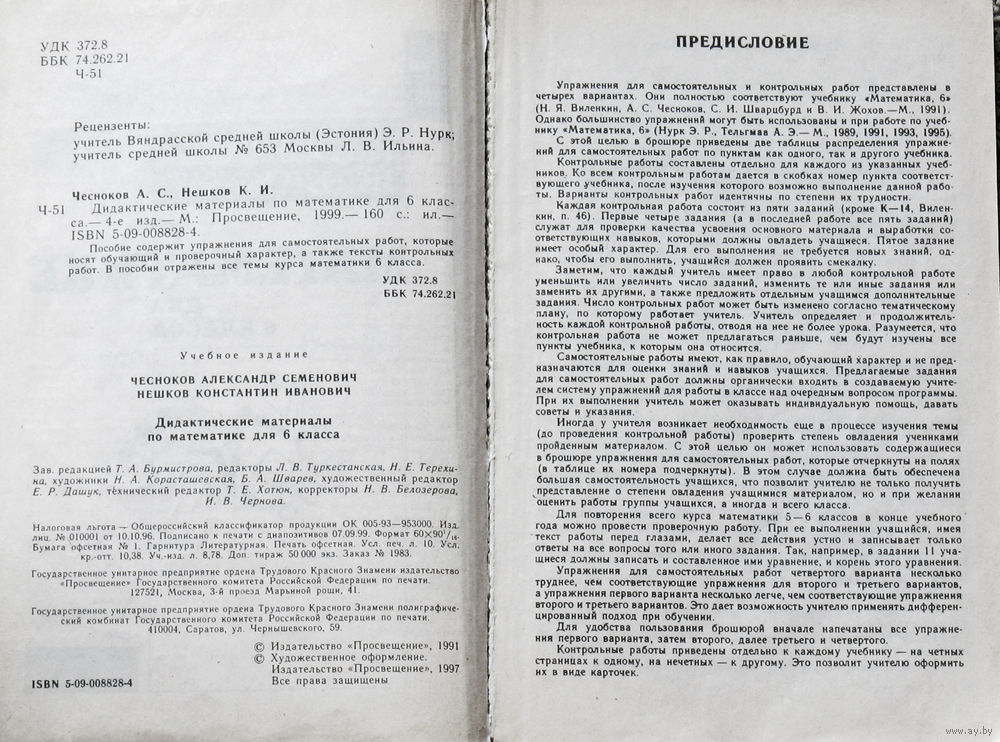 УДК 372.8
ББК 74.262.21
Ч-51
Рецензенты:
учитель Вяндрасской средней школы (Эстония) Э. Р. Нурк;
учитель средней школы № 653 Москвы Л. В. Ильина.
Чесноков А. С., Нешков К. И.
Ч-51 Дидактические материалы по математике для 6 клас-
са.— 4-е изд.— М.: Просвещение, 1999.— 160 с.: ил.—
ISBN 5-09-008828-4.
Пособие содержит упражнения для самостоятельных работ, которые
носят обучающий и проверочный характер, а также тексты контрольных
работ. В пособии отражены все темы курса математики 6 класса.
УДК 372.8
ББК 74.262.21
Учебное издание
ЧЕСНОКОВ АЛЕКСАНДР СЕМЕНОВИЧ
НЕШКОВ КОНСТАНТИН ИВАНОВИЧ
Дидактические материалы
по математике для 6 класса
Зав. редакцией Т. А. Бурмистрова, редакторы Л. В. Туркестанская, Н. Е. Терехи-
на, художники Н. А. Корасташевская, Б. А. Шварев, художественный редактор
Е. Р. Дащук, технический редактор Т. Е. Хотюн, корректоры Н. В. Белозерова,
И. В. Чернова.
Налоговая льгота — Общероссийский классификатор продукции ОК 005-93—953000. Изд.
лиц. № 010001 от 10.10.96. Подписано к печати с диапозитивов 07.09.99. Формат 60×90¹/₁₆.
Бумага офсетная № 1. Гарнитура Литературная. Печать офсетная. Усл. печ. л. 10. Усл.
кр.-отт. 10,38. Уч.-изд. л. 8,78. Доп. тираж 50 000 экз. Заказ № 1983.
Государственное унитарное предприятие ордена Трудового Красного Знамени издательство
«Просвещение» Государственного комитета Российской Федерации по печати.
127521, Москва, 3-й проезд Марьиной рощи, 41.
Государственное унитарное предприятие ордена Трудового Красного Знамени полиграфиче-
ский комбинат Государственного комитета Российской Федерации по печати.
410004, Саратов, ул. Чернышевского, 59.
© Издательство «Просвещение», 1991
© Художественное оформление.
Издательство «Просвещение», 1997
ISBN 5-09-008828-4 Все права защищены
ПРЕДИСЛОВИЕ
Упражнения для самостоятельных и контрольных работ представлены в
четырех вариантах. Они полностью соответствуют учебнику «Математика, 6»
(Н. Я. Виленкин, А. С. Чесноков, С. И. Шварцбурд и В. И. Жохов.—М., 1991).
Однако большинство упражнений могут быть использованы и при работе по учеб-
нику «Математика, 6» (Нурк Э. Р., Тельгмаа А. Э.— М., 1989, 1991, 1993, 1995).
С этой целью в брошюре приведены две таблицы распределения упражне-
ний для самостоятельных работ по пунктам как одного, так и другого учебника.
Контрольные работы составлены отдельно для каждого из указанных учеб-
ников. Ко всем контрольным работам дается в скобках номер пункта соответст-
вующего учебника, после изучения которого возможно выполнение данной рабо-
ты. Варианты контрольных работ идентичны по степени их трудности.
Каждая контрольная работа состоит из пяти заданий (кроме К—14, Вилен-
кин, п. 46). Первые четыре задания (а в последней работе все пять заданий)
служат для проверки качества усвоения основного материала и выработки со-
ответствующих навыков, которыми должны овладеть учащиеся. Пятое задание
имеет особый характер. Для его выполнения не требуется новых знаний, од-
нако, чтобы его выполнить, учащийся должен проявить смекалку.
Заметим, что каждый учитель имеет право в любой контрольной работе
уменьшить или увеличить число заданий, изменить те или иные задания или
заменить их другими, а также предложить отдельным учащимся дополнительные
задания. Число контрольных работ может быть изменено согласно тематическому
плану, по которому работает учитель. Учитель определяет и продолжитель-
ность каждой контрольной работы, отводя на нее не более урока. Разумеется, что
контрольная работа не может предлагаться раньше, чем будут изучены все
пункты учебника, к которым она относится.
Самостоятельные работы имеют, как правило, обучающий характер и не пред-
назначаются для оценки знаний и навыков учащихся. Предлагаемые задания
для самостоятельных работ должны органически входить в создаваемую учите-
лем систему упражнений для работы в классе над очередным вопросом программы.
При их выполнении учитель может оказывать индивидуальную помощь, давать
советы и указания.
Иногда у учителя возникает необходимость еще в процессе изучения темы
(до проведения контрольной работы) проверить степень овладения учениками
пройденным материалом. С этой целью он может использовать содержащиеся
в брошюре упражнения для самостоятельных работ, которые отчеркнуты на полях
(в таблице их номера подчеркнуты). В этом случае должна быть обеспечена
большая самостоятельность учащихся, что позволит учителю не только получить
представление о степени овладения учащимися материалом, но и при желании
оценить работы группы учащихся, а иногда и всего класса.
Для повторения всего курса математики 5—6 классов в конце учебного
года можно провести проверочную работу. При ее выполнении учащийся, имея
текст работы перед глазами, делает все действия устно и записывает только
ответы на все вопросы того или иного задания. Так, например, в задании 11 уча-
щиеся должны записать и составленное ими уравнение, и корень этого уравнения.
Упражнения для самостоятельных работ четвертого варианта несколько
труднее, чем соответствующие упражнения для второго и третьего вариантов,
а упражнения первого варианта несколько легче, чем соответствующие упражнения
второго и третьего вариантов. Это дает возможность учителю применять дифферен-
цированный подход при обучении.
Для удобства пользования брошюрой вначале напечатаны все упражне-
ния первого варианта, затем второго, далее третьего и четвертого.
Контрольные работы приведены отдельно к каждому учебнику — на четных
страницах к одному, на нечетных — к другому. Это позволит учителю оформить
их в виде карточек.
www.ay.by